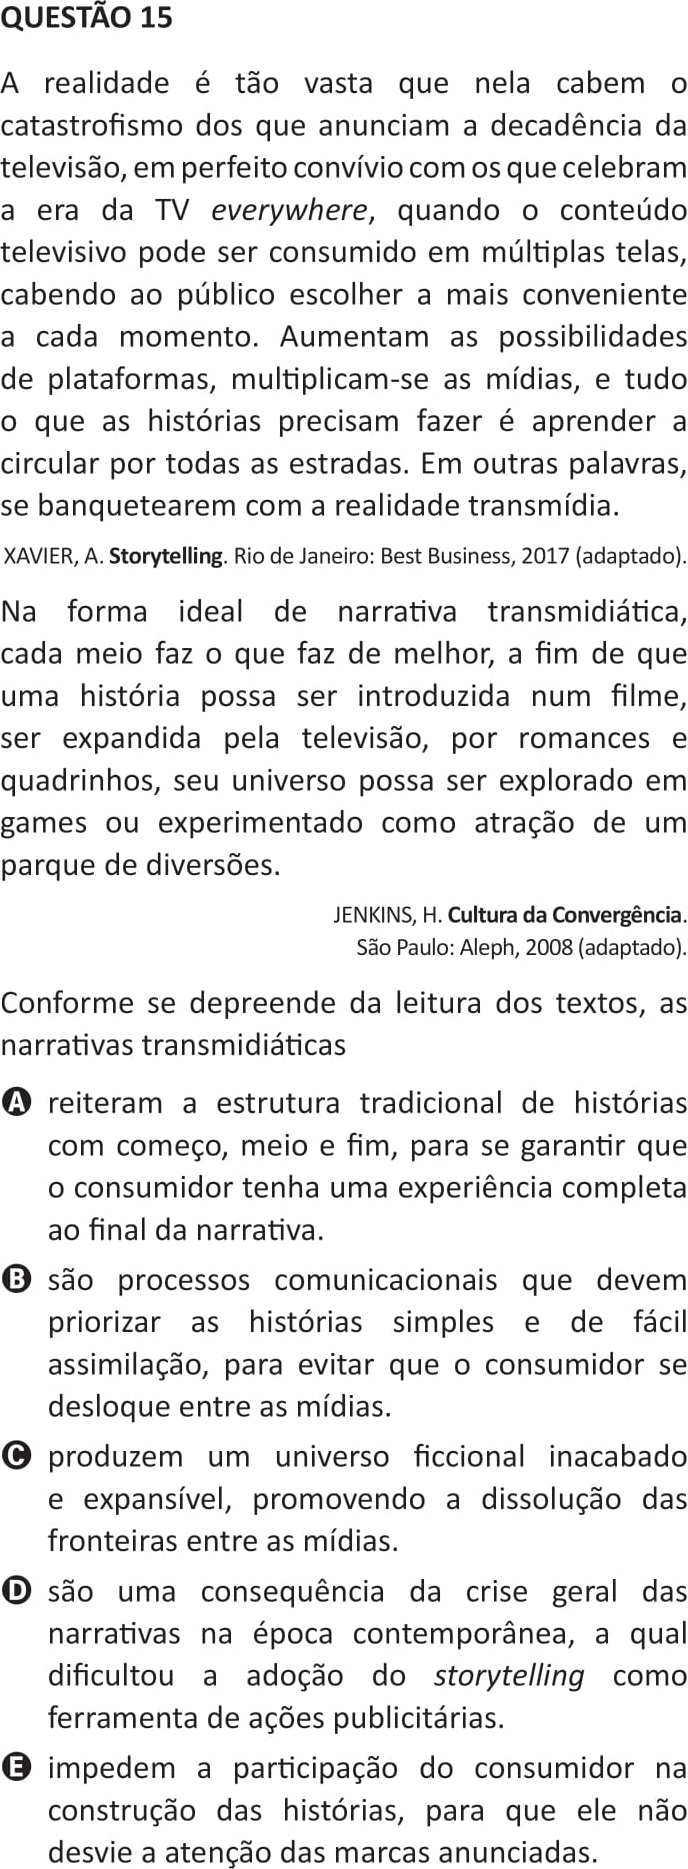 QUESTÃO 15
A realidade é tão vasta que nela cabem o
catastrofismo dos que anunciam a decadência da
televisão, em perfeito convívio com os que celebram
a era da TV everywhere, quando o conteúdo
televisivo pode ser consumido em múltiplas telas,
cabendo ao público escolher a mais conveniente
a cada momento. Aumentam as possibilidades
de plataformas, multiplicam-se as mídias, e tudo
o que as histórias precisam fazer é aprender a
circular por todas as estradas. Em outras palavras,
se banquetearem com a realidade transmídia.
XAVIER, A. Storytelling. Rio de Janeiro: Best Business, 2017 (adaptado).
Na forma ideal de narrativa transmidiática,
cada meio faz o que faz de melhor, a fim de que
uma história possa ser introduzida num filme,
ser expandida pela televisão, por romances e
quadrinhos, seu universo possa ser explorado em
games ou experimentado como atração de um
parque de diversões.
JENKINS, H. Cultura da Convergência.
São Paulo: Aleph, 2008 (adaptado).
Conforme se depreende da leitura dos textos, as
narrativas transmidiáticas
A reiteram a estrutura tradicional de histórias
com começo, meio e fim, para se garantir que
o consumidor tenha uma experiência completa
ao final da narrativa.
B são processos comunicacionais que devem
priorizar as histórias simples e de fácil
assimilação, para evitar que o consumidor se
desloque entre as mídias.
C produzem um universo ficcional inacabado
e expansível, promovendo a dissolução das
fronteiras entre as mídias.
D são uma consequência da crise geral das
narrativas na época contemporânea, a qual
dificultou a adoção do storytelling como
ferramenta de ações publicitárias.
E impedem a participação do consumidor na
construção das histórias, para que ele não
desvie a atenção das marcas anunciadas.